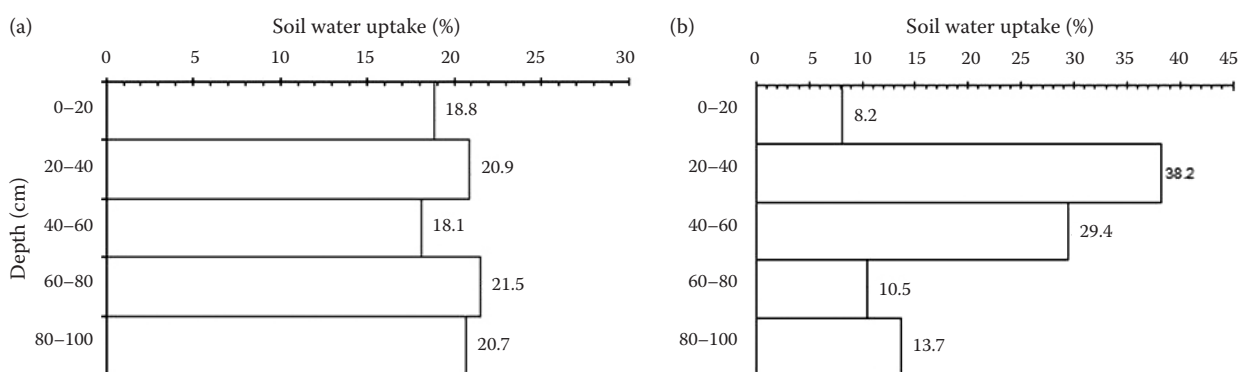 (a) Soil water uptake (%)
0 5 10 15 20 25 30
0–20 18.8
20–40 20.9
40–60 18.1
60–80 21.5
80–100 20.7
Depth (cm)
(b) Soil water uptake (%)
0 5 10 15 20 25 30 35 40 45
0–20 8.2
20–40 38.2
40–60 29.4
60–80 10.5
80–100 13.7